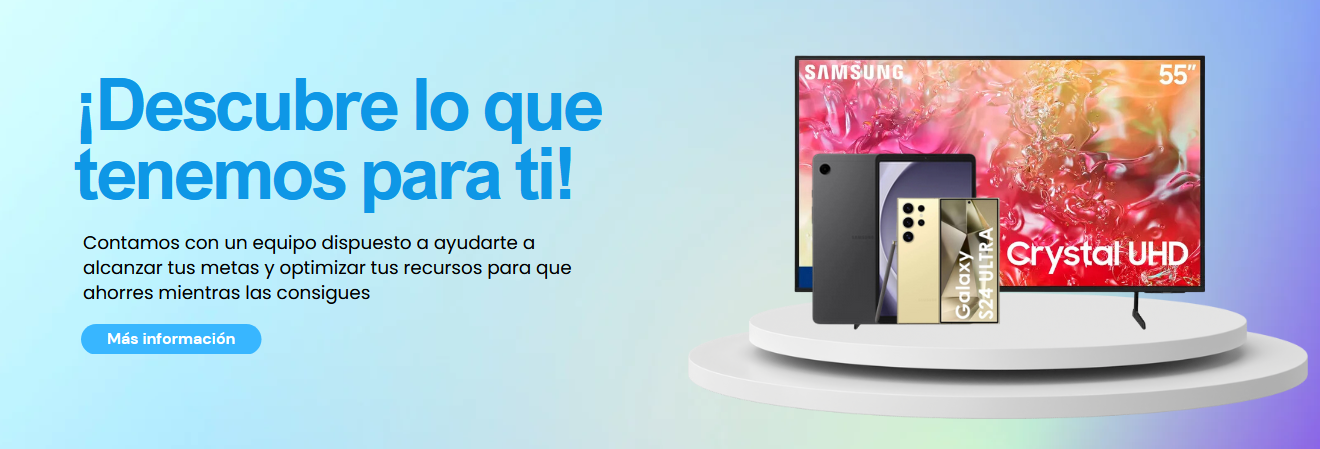 ¡Descubre lo que
tenemos para ti!
Contamos con un equipo dispuesto a ayudarte a
alcanzar tus metas y optimizar tus recursos para que
ahorres mientras las consigues
Más información
SAMSUNG
55"
Crystal UHD
Galaxy
S24 ULTRA